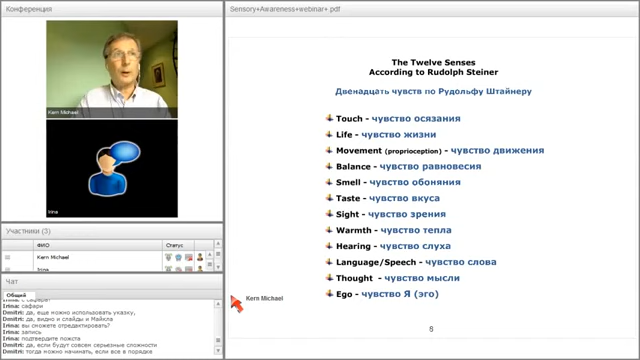 Конференция
Kern Michael
Irina
Участники (3)
ФИО
Статус
Kern Michael
Irina
Чат
Общий
Irina: с сафари?
Irina: сафари
Dmitri: да, еще можно использовать указку,
Dmitri: да, видно и слайды и Майкла
Irina: вы сможете отредактировать?
Irina: запись
Irina: подтвердите пожста
Dmitri: да, если будут совсем серьезные сложности
Dmitri: тогда можно начинать, если все в порядке
Sensory+Awareness+webinar+.pdf
The Twelve Senses
According to Rudolph Steiner
Двенадцать чувств по Рудольфу Штайнеру
Touch - чувство осязания
Life - чувство жизни
Movement (proprioception) - чувство движения
Balance - чувство равновесия
Smell - чувство обоняния
Taste - чувство вкуса
Sight - чувство зрения
Warmth - чувство тепла
Hearing - чувство слуха
Language/Speech - чувство слова
Thought - чувство мысли
Ego - чувство Я (эго)
Kern Michael
8